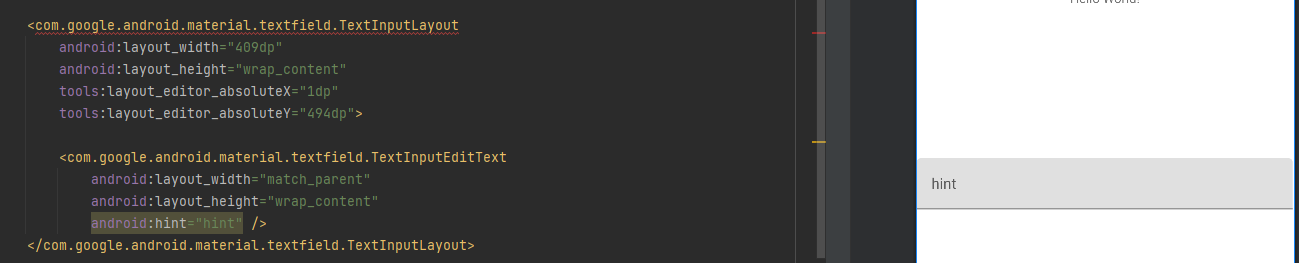 Hello World!
<com.google.android.material.textfield.TextInputLayout
android:layout_width="409dp"
android:layout_height="wrap_content"
tools:layout_editor_absoluteX="1dp"
tools:layout_editor_absoluteY="494dp">
<com.google.android.material.textfield.TextInputEditText
android:layout_width="match_parent"
android:layout_height="wrap_content"
android:hint="hint" />
</com.google.android.material.textfield.TextInputLayout>
hint